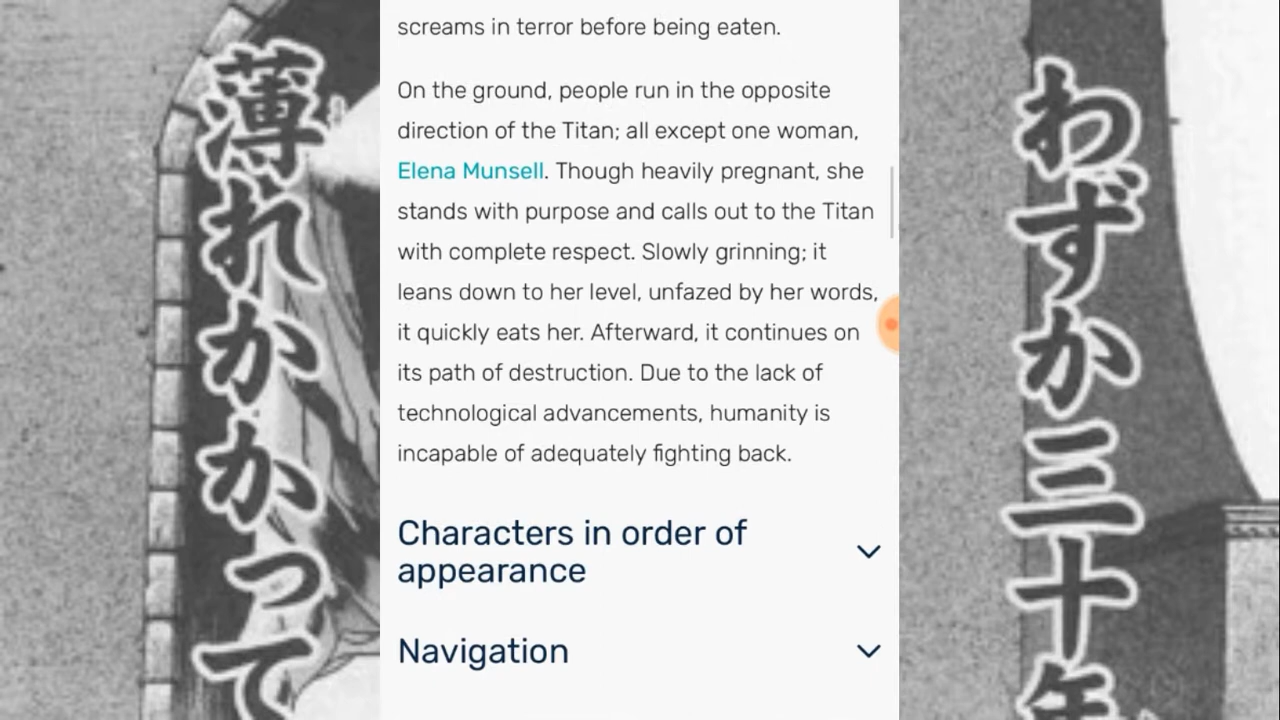 screams in terror before being eaten.
On the ground, people run in the opposite
direction of the Titan; all except one woman,
Elena Munsell. Though heavily pregnant, she
stands with purpose and calls out to the Titan
with complete respect. Slowly grinning; it
leans down to her level, unfazed by her words,
it quickly eats her. Afterward, it continues on
its path of destruction. Due to the lack of
technological advancements, humanity is
incapable of adequately fighting back.
Characters in order of
appearance
Navigation
わずか三十年
薄れかかって